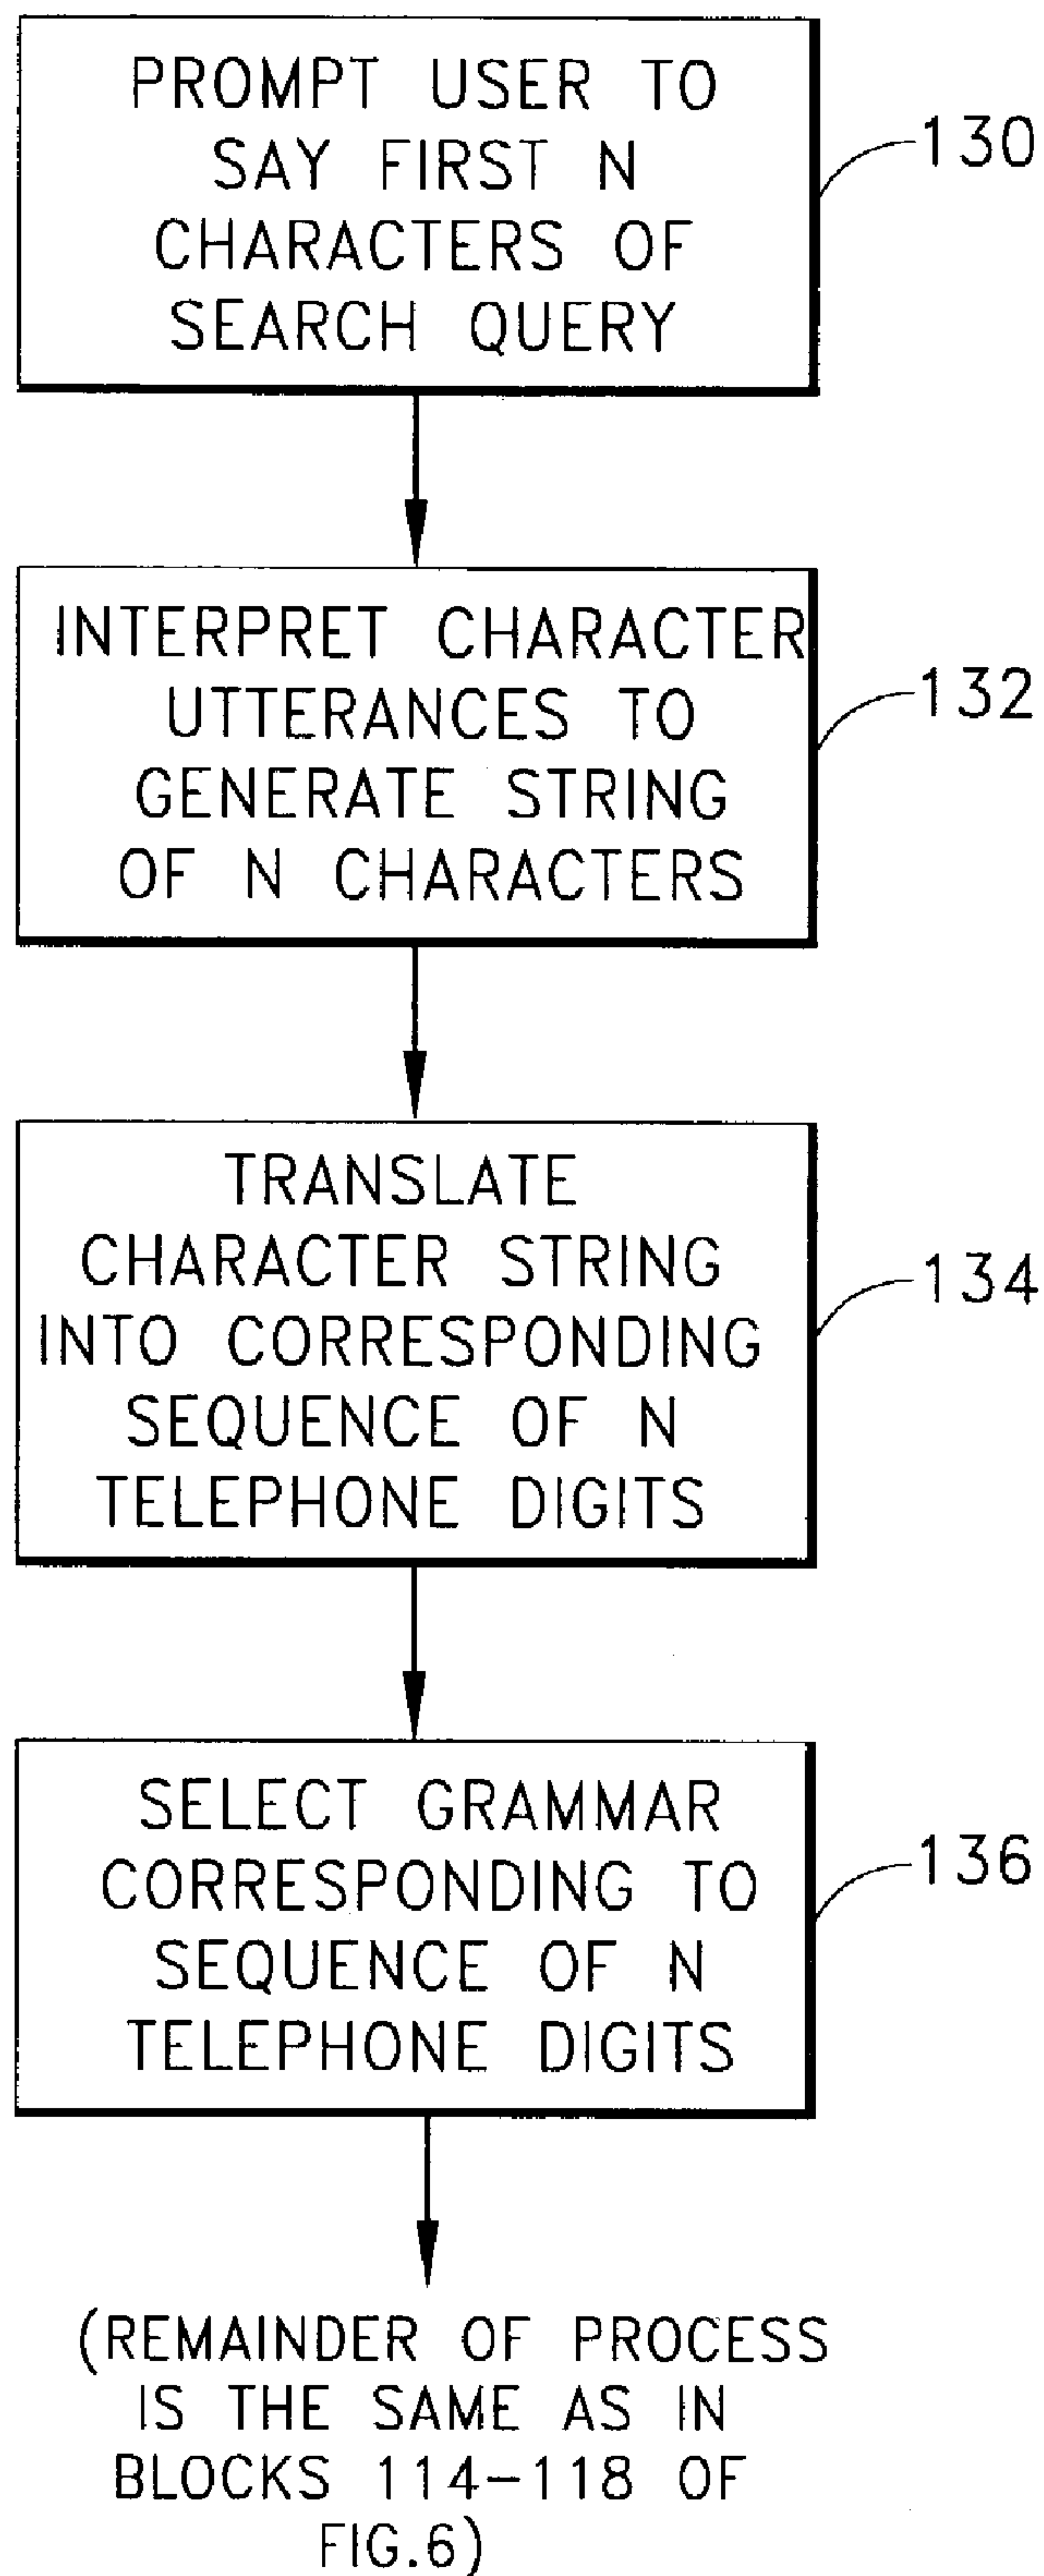 PROMPT USER TO
SAY FIRST N
CHARACTERS OF
SEARCH QUERY
130
INTERPRET CHARACTER
UTTERANCES TO
GENERATE STRING
OF N CHARACTERS
132
TRANSLATE
CHARACTER STRING
INTO CORRESPONDING
SEQUENCE OF N
TELEPHONE DIGITS
134
SELECT GRAMMAR
CORRESPONDING TO
SEQUENCE OF N
TELEPHONE DIGITS
136
(REMAINDER OF PROCESS
IS THE SAME AS IN
BLOCKS 114-118 OF
FIG.6)